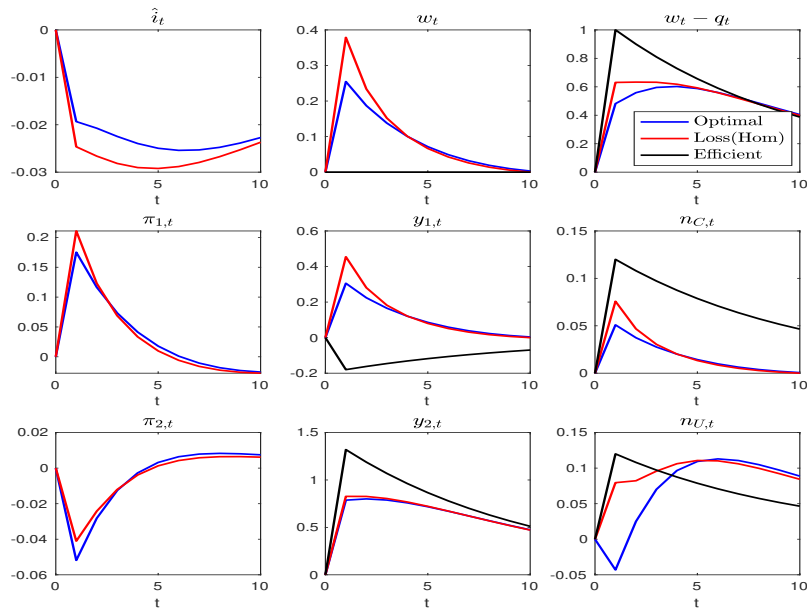 î_t w_t w_t − q_t
0 0.4 1
-0.01 0.3 0.8
0.6
-0.02 0.2 0.4
0.1 0.2
-0.03 0 0
Optimal
Loss(Hom)
Efficient
0 5 10 0 5 10 0 5 10
t t t
π_{1,t} y_{1,t} n_{C,t}
0.2 0.6 0.15
0.15 0.4 0.1
0.1 0.2
0.05 0 0.05
0 -0.2 0
0 5 10 0 5 10 0 5 10
t t t
π_{2,t} y_{2,t} n_{U,t}
0.02 1.5 0.15
0 0.1
-0.02 1 0.05
-0.04 0.5 0
-0.06 0 -0.05
0 5 10 0 5 10 0 5 10
t t t